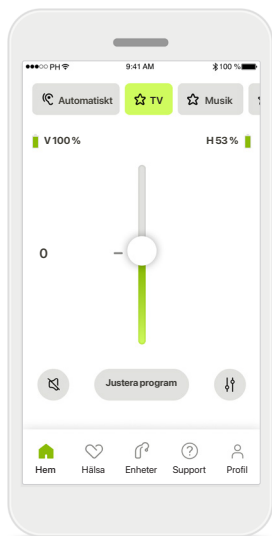 ●●●○○ PH 9:41 AM 100 %
Automatiskt TV Musik
V 100 % H 53 %
0
Justera program
Hem Hälsa Enheter Support Profil